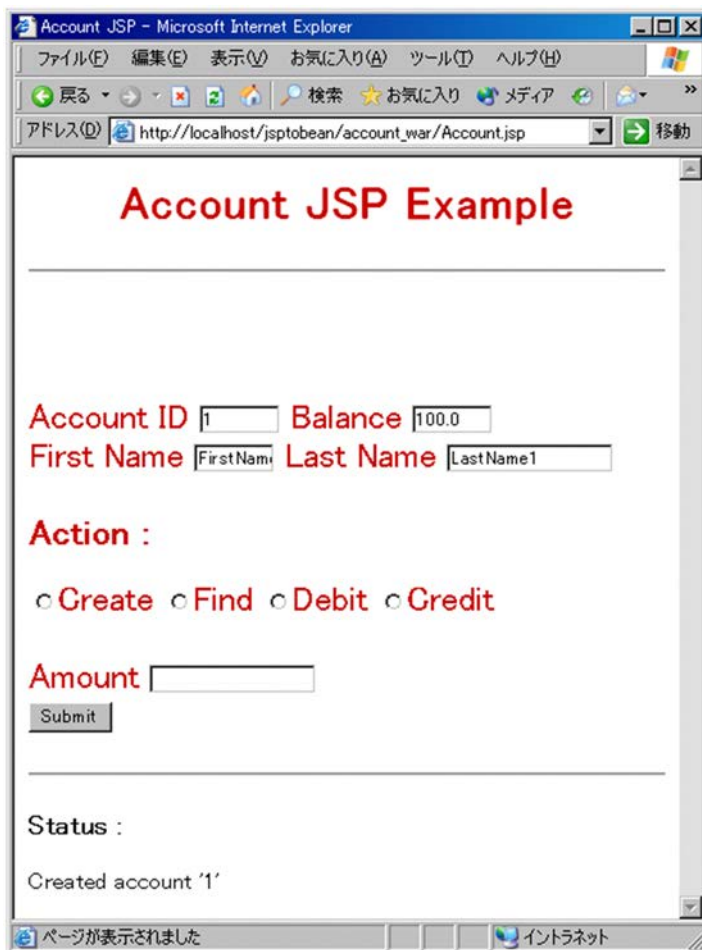 Account JSP - Microsoft Internet Explorer
ファイル(F) 編集(E) 表示(V) お気に入り(A) ツール(T) ヘルプ(H)
戻る 検索 お気に入り メディア »
アドレス(D) http://localhost/jsptobean/account_war/Account.jsp 移動
Account JSP Example
Account ID 1 Balance 100.0
First Name FirstNam Last Name LastName1
Action :
Create Find Debit Credit
Amount
Submit
Status :
Created account '1'
ページが表示されました イントラネット